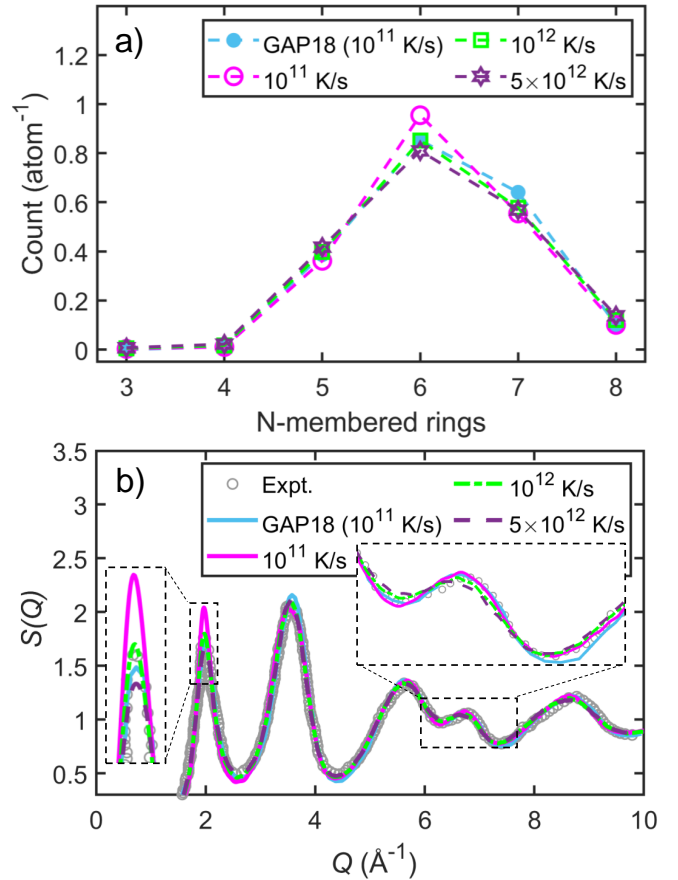 a)
GAP18 (10¹¹ K/s)
10¹² K/s
10¹¹ K/s
5×10¹² K/s
1.2
1
0.8
0.6
0.4
0.2
0
Count (atom⁻¹)
3 4 5 6 7 8
N-membered rings
b)
Expt.
10¹² K/s
GAP18 (10¹¹ K/s)
5×10¹² K/s
10¹¹ K/s
3.5
3
2.5
2
1.5
1
0.5
S(Q)
0 2 4 6 8 10
Q (Å⁻¹)